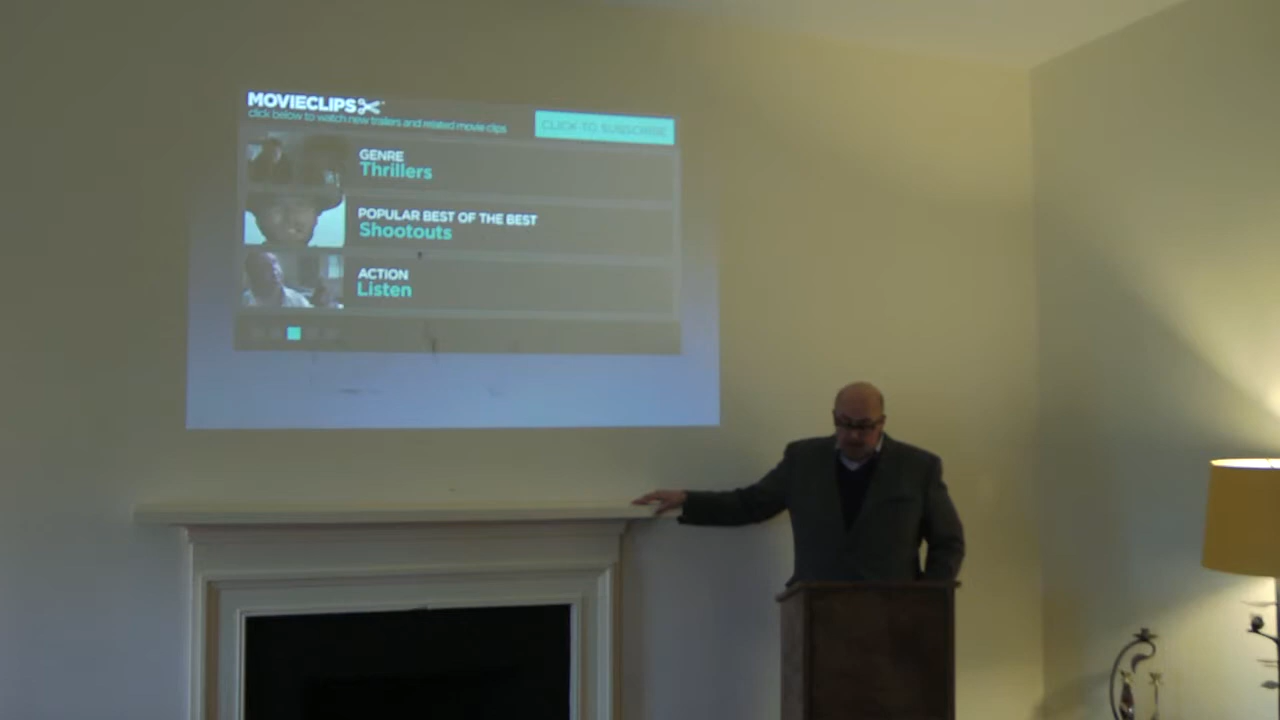 MOVIECLIPS
click below to watch new trailers and related movie clips
CLICK TO SUBSCRIBE
GENRE
Thrillers
POPULAR BEST OF THE BEST
Shootouts
ACTION
Listen